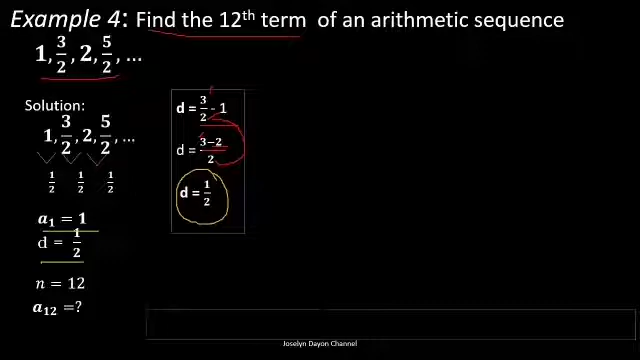 Example 4: Find the 12th term of an arithmetic sequence
1, 3/2, 2, 5/2, ...
Solution:
1, 3/2, 2, 5/2, ...
1/2 1/2 1/2
a₁ = 1
d = 1/2
n = 12
a₁₂ =?
d = 3/2 - 1
d = 3−2/2
d = 1/2
Joselyn Dayon Channel